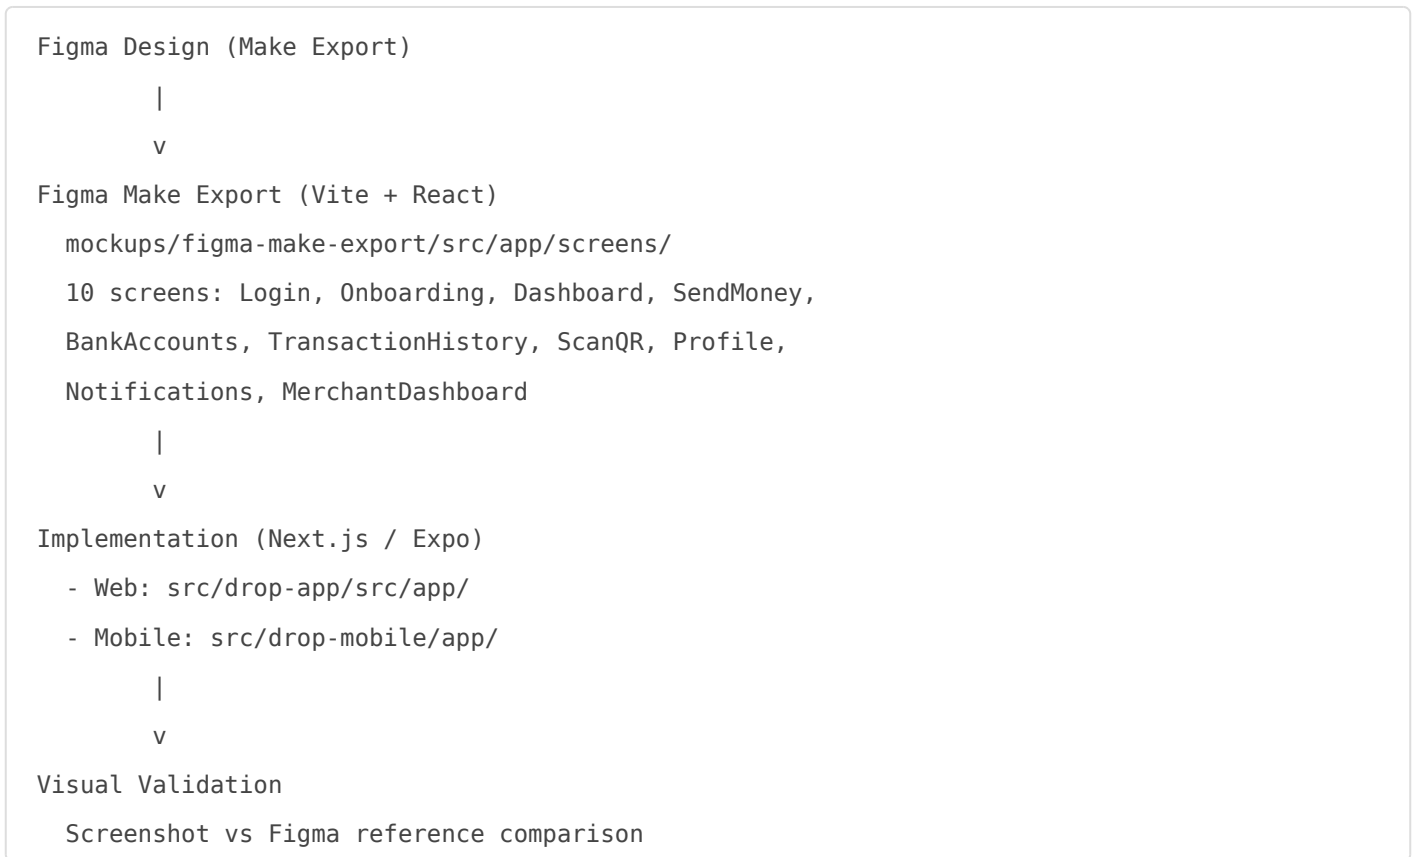 Figma Design (Make Export)
|
v
Figma Make Export (Vite + React)
mockups/figma-make-export/src/app/screens/
10 screens: Login, Onboarding, Dashboard, SendMoney,
BankAccounts, TransactionHistory, ScanQR, Profile,
Notifications, MerchantDashboard
|
v
Implementation (Next.js / Expo)
- Web: src/drop-app/src/app/
- Mobile: src/drop-mobile/app/
|
v
Visual Validation
Screenshot vs Figma reference comparison